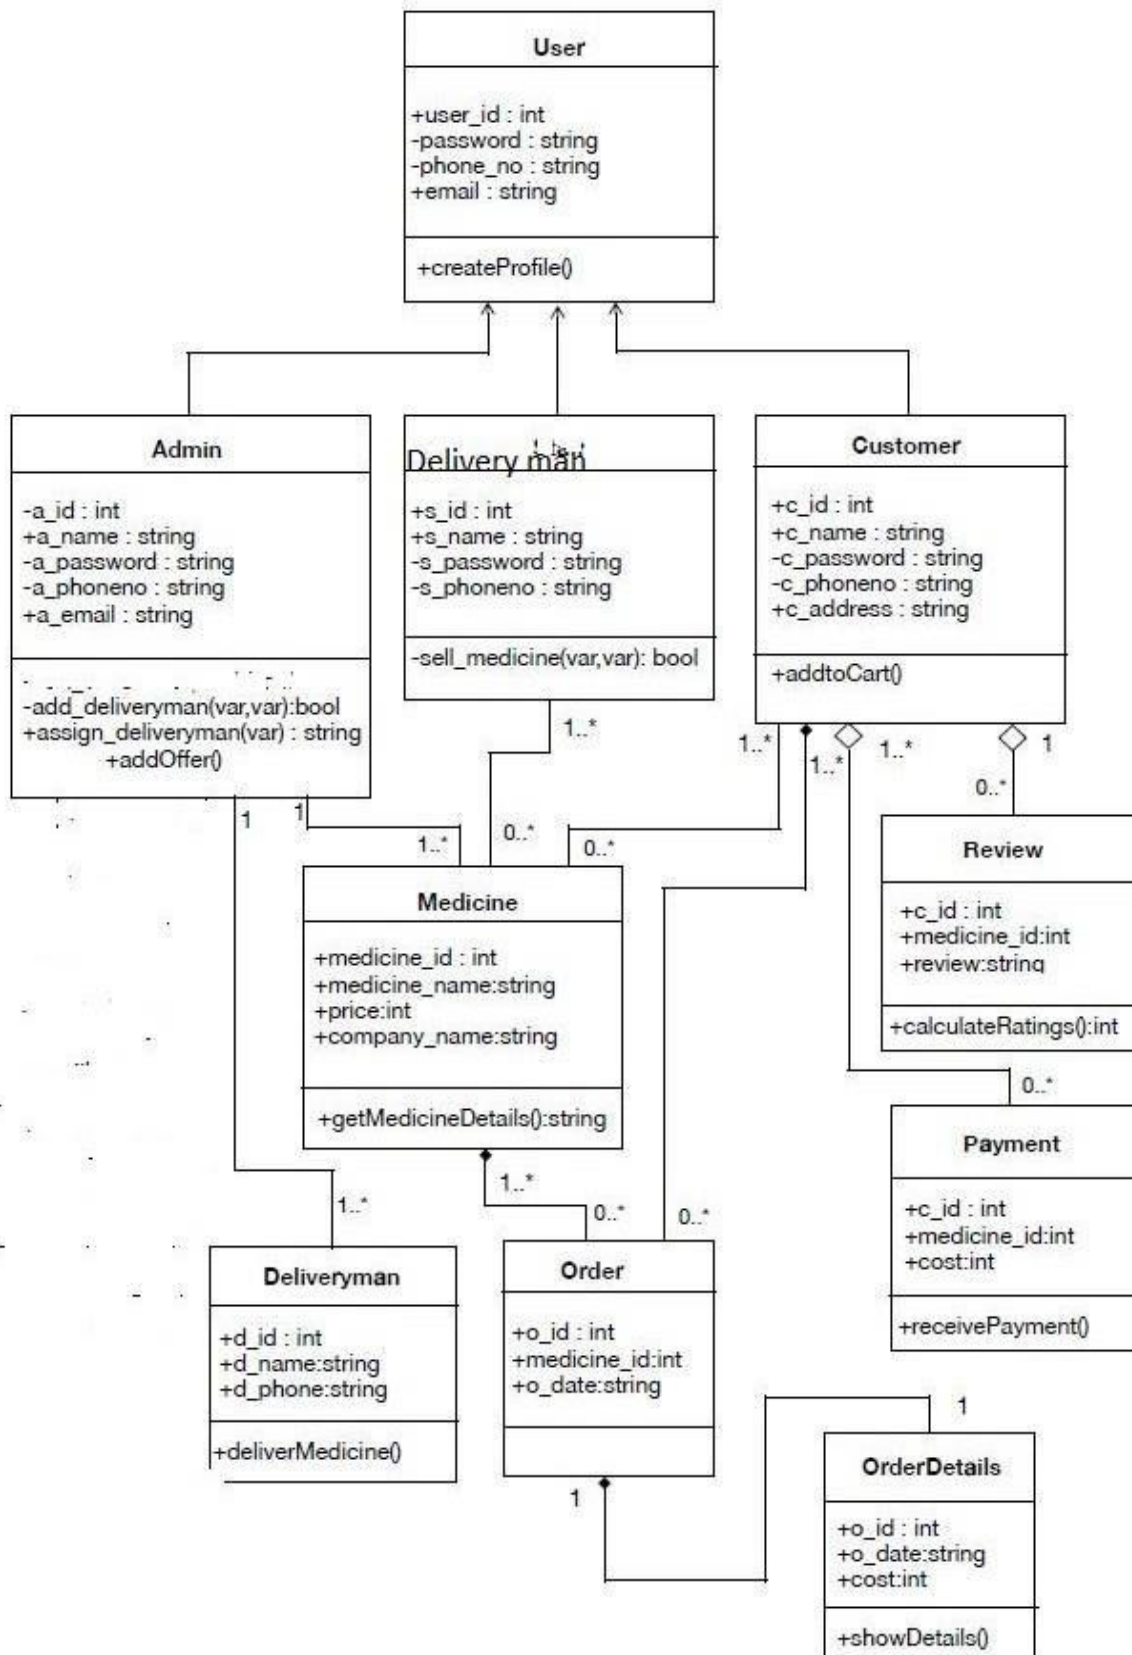 User
+user_id : int
-password : string
-phone_no : string
+email : string
+createProfile()
Admin
-a_id : int
+a_name : string
-a_password : string
-a_phoneno : string
+a_email : string
-add_deliveryman(var,var):bool
+assign_deliveryman(var) : string
+addOffer()
Delivery man
+s_id : int
+s_name : string
-s_password : string
-s_phoneno : string
-sell_medicine(var,var): bool
Customer
+c_id : int
+c_name : string
-c_password : string
-c_phoneno : string
+c_address : string
+addtoCart()
1..*
1..*
1..*
1..*
1
0..*
1
1
1..*
0..*
0..*
Medicine
+medicine_id : int
+medicine_name:string
+price:int
+company_name:string
+getMedicineDetails():string
Review
+c_id : int
+medicine_id:int
+review:string
+calculateRatings():int
0..*
Payment
+c_id : int
+medicine_id:int
+cost:int
+receivePayment()
1..*
1..*
0..*
0..*
Deliveryman
+d_id : int
+d_name:string
+d_phone:string
+deliverMedicine()
Order
+o_id : int
+medicine_id:int
+o_date:string
1
1
OrderDetails
+o_id : int
+o_date:string
+cost:int
+showDetails()